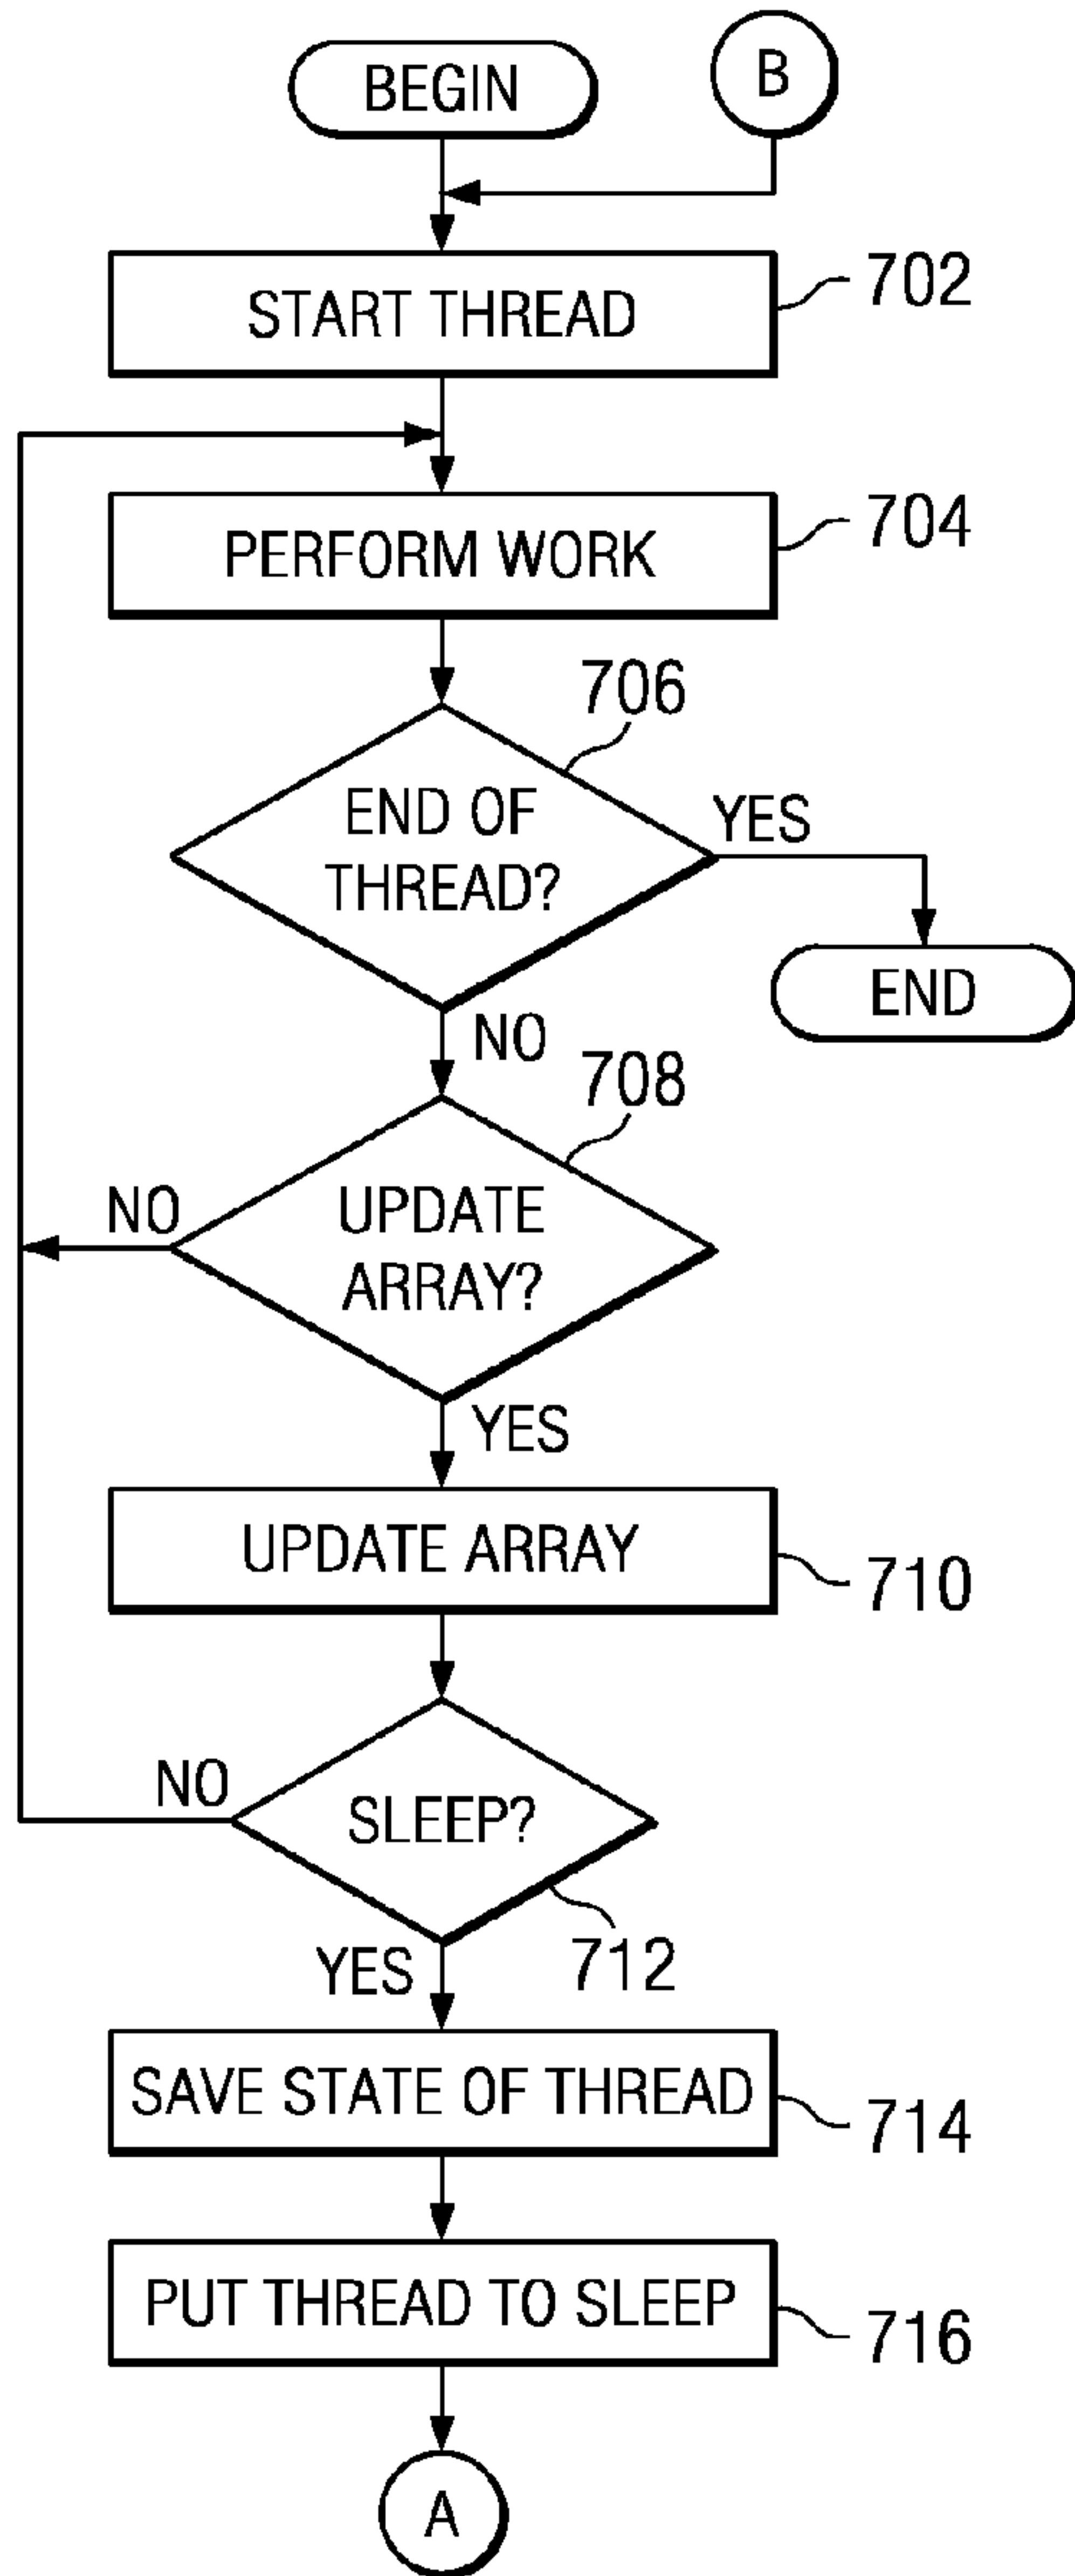 BEGIN
B
START THREAD
702
PERFORM WORK
704
706
END OF
THREAD?
YES
END
NO
708
NO
UPDATE
ARRAY?
YES
UPDATE ARRAY
710
NO
SLEEP?
YES
712
SAVE STATE OF THREAD
714
PUT THREAD TO SLEEP
716
A